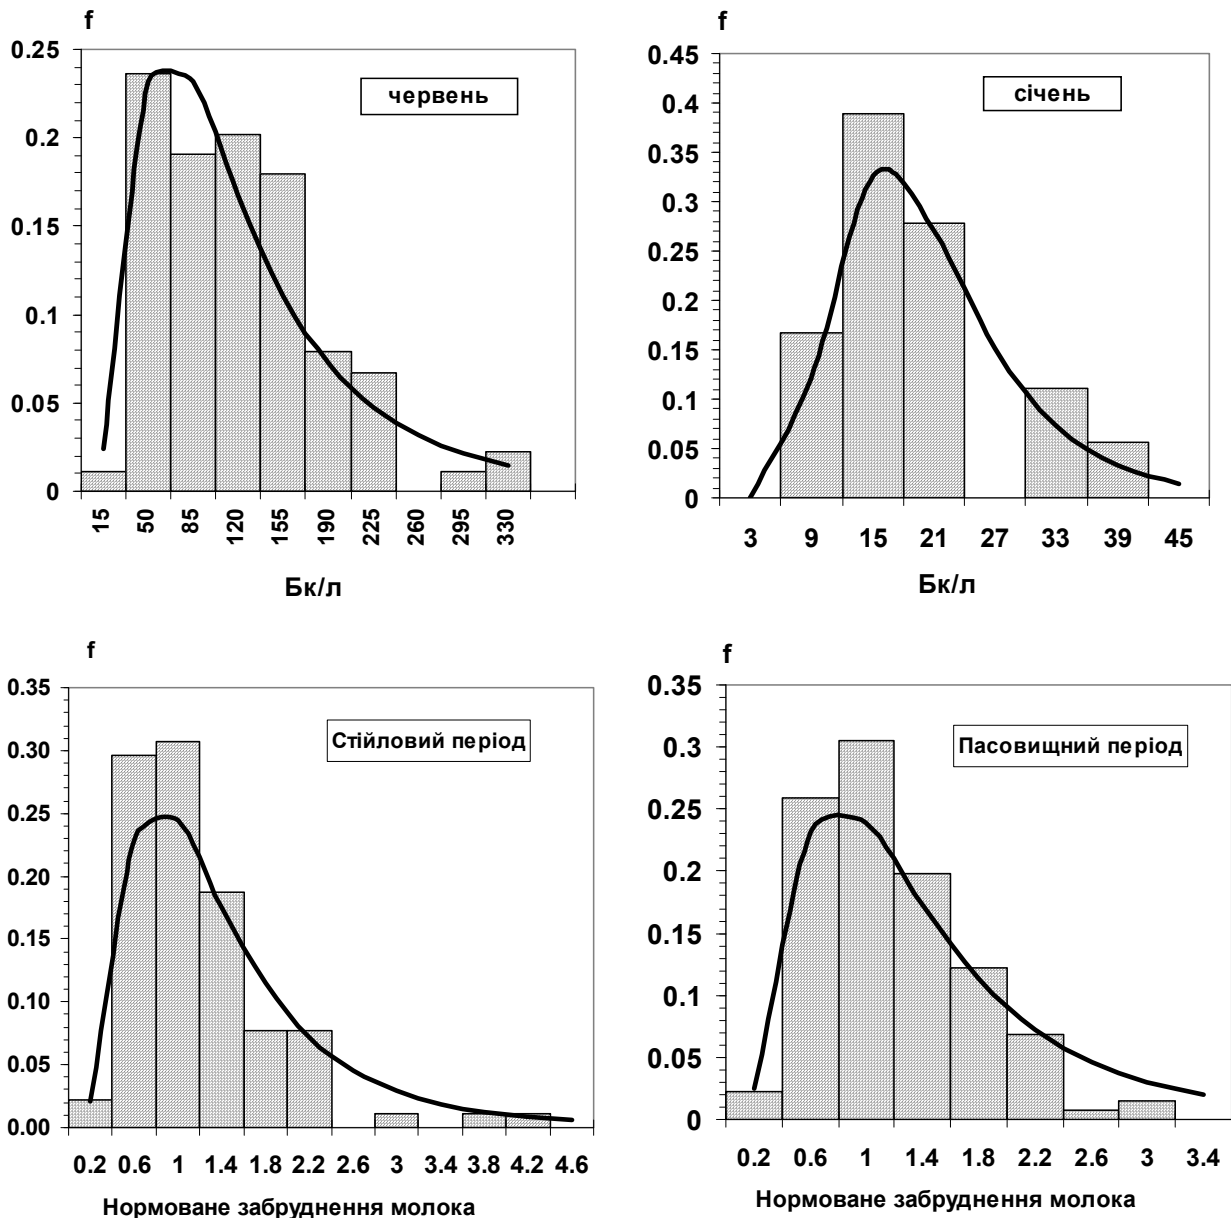 f
0.25
0.2
0.15
0.1
0.05
0
червень
15 50 85 120 155 190 225 260 295 330
Бк/л
f
0.45
0.4
0.35
0.3
0.25
0.2
0.15
0.1
0.05
0
січень
3 9 15 21 27 33 39 45
Бк/л
f
0.35
0.30
0.25
0.20
0.15
0.10
0.05
0.00
Стійловий період
0.2 0.6 1 1.4 1.8 2.2 2.6 3 3.4 3.8 4.2 4.6
Нормоване забруднення молока
f
0.35
0.3
0.25
0.2
0.15
0.1
0.05
0
Пасовищний період
0.2 0.6 1 1.4 1.8 2.2 2.6 3 3.4
Нормоване забруднення молока